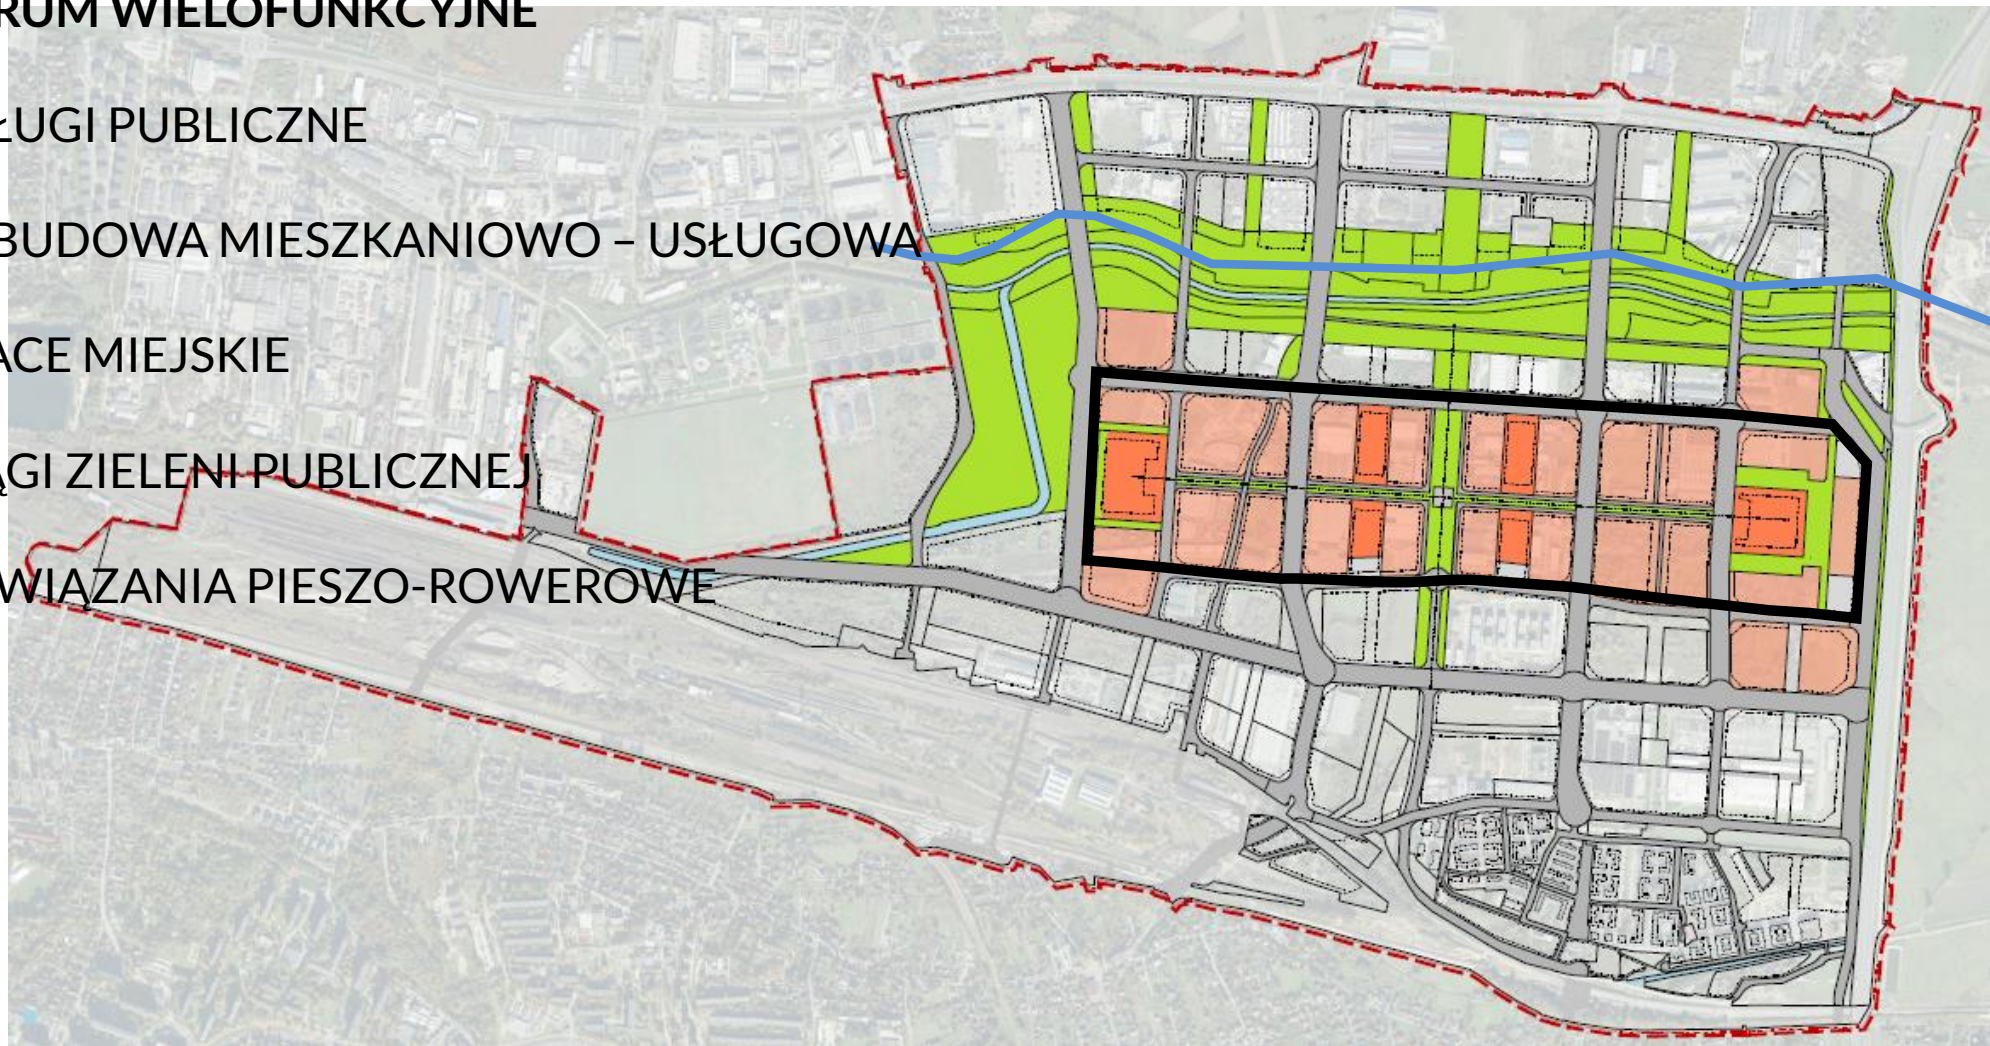 RUM WIELOFUNKCYJNE
ŁUGI PUBLICZNE
BUDOWA MIESZKANIOWO – USŁUGOWA
ACE MIEJSKIE
ĄGI ZIELENI PUBLICZNEJ
WIĄZANIA PIESZO-ROWEROWE